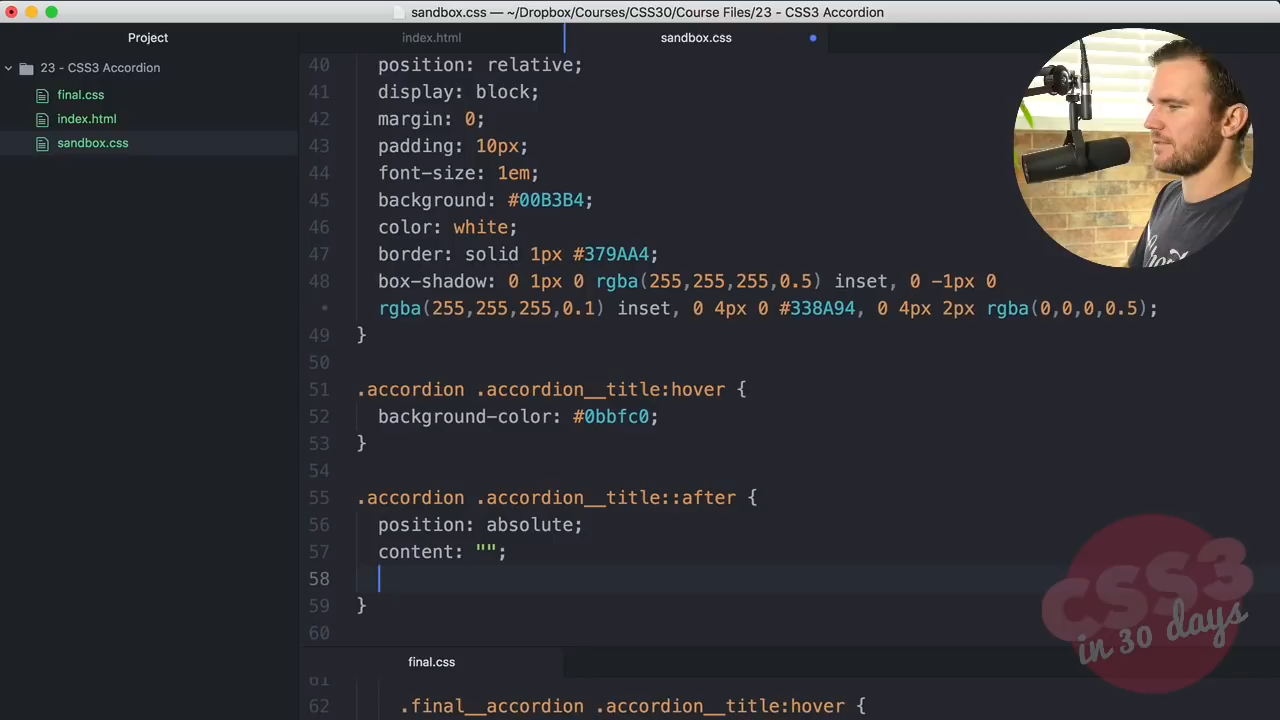 sandbox.css — ~/Dropbox/Courses/CSS30/Course Files/23 - CSS3 Accordion
Project
index.html
sandbox.css
23 - CSS3 Accordion
final.css
index.html
sandbox.css
40 position: relative;
41 display: block;
42 margin: 0;
43 padding: 10px;
44 font-size: 1em;
45 background: #00B3B4;
46 color: white;
47 border: solid 1px #379AA4;
48 box-shadow: 0 1px 0 rgba(255,255,255,0.5) inset, 0 -1px 0
• rgba(255,255,255,0.1) inset, 0 4px 0 #338A94, 0 4px 2px rgba(0,0,0,0.5);
49 }
50
51 .accordion .accordion__title:hover {
52 background-color: #0bbfc0;
53 }
54
55 .accordion .accordion__title::after {
56 position: absolute;
57 content: "";
58
59 }
60
final.css
61
62 .final__accordion .accordion__title:hover {
CSS3
in 30 days